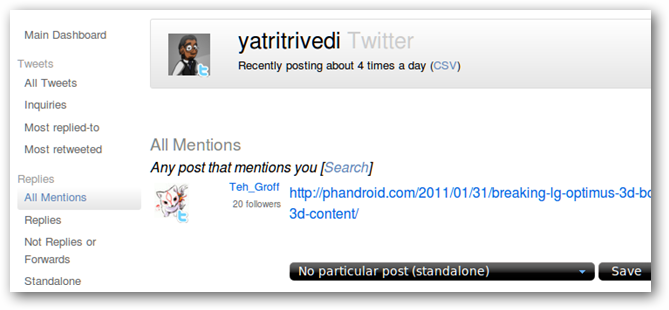 Main Dashboard
Tweets
All Tweets
Inquiries
Most replied-to
Most retweeted
Replies
All Mentions
Replies
Not Replies or
Forwards
Standalone
yatritrivedi Twitter
Recently posting about 4 times a day (CSV)
All Mentions
Any post that mentions you [Search]
Teh_Groff
20 followers
http://phandroid.com/2011/01/31/breaking-lg-optimus-3d-bo
3d-content/
No particular post (standalone)
Save